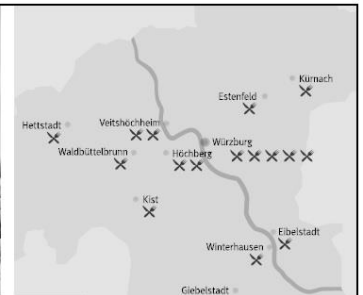 Kürnach
Estenfeld
Hettstadt
Veitshöchheim
Würzburg
Waldbüttelbrunn
Höchberg
Kist
Eibelstadt
Winterhausen
Giebelstadt